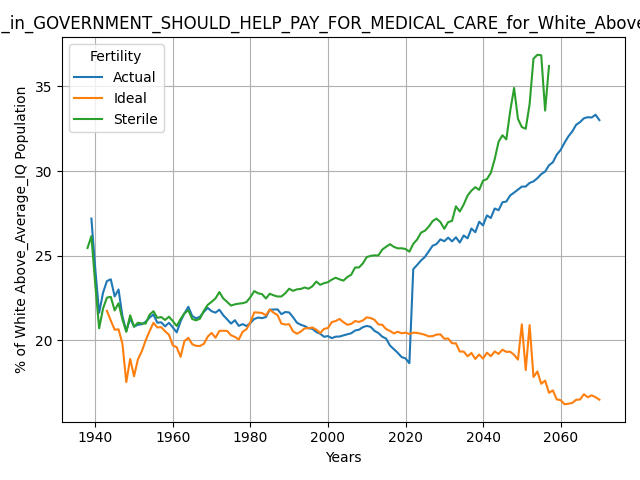 _in_GOVERNMENT_SHOULD_HELP_PAY_FOR_MEDICAL_CARE_for_White_Above
Fertility
Actual
Ideal
Sterile
% of White Above_Average_IQ Population
35
30
25
20
1940 1960 1980 2000 2020 2040 2060
Years